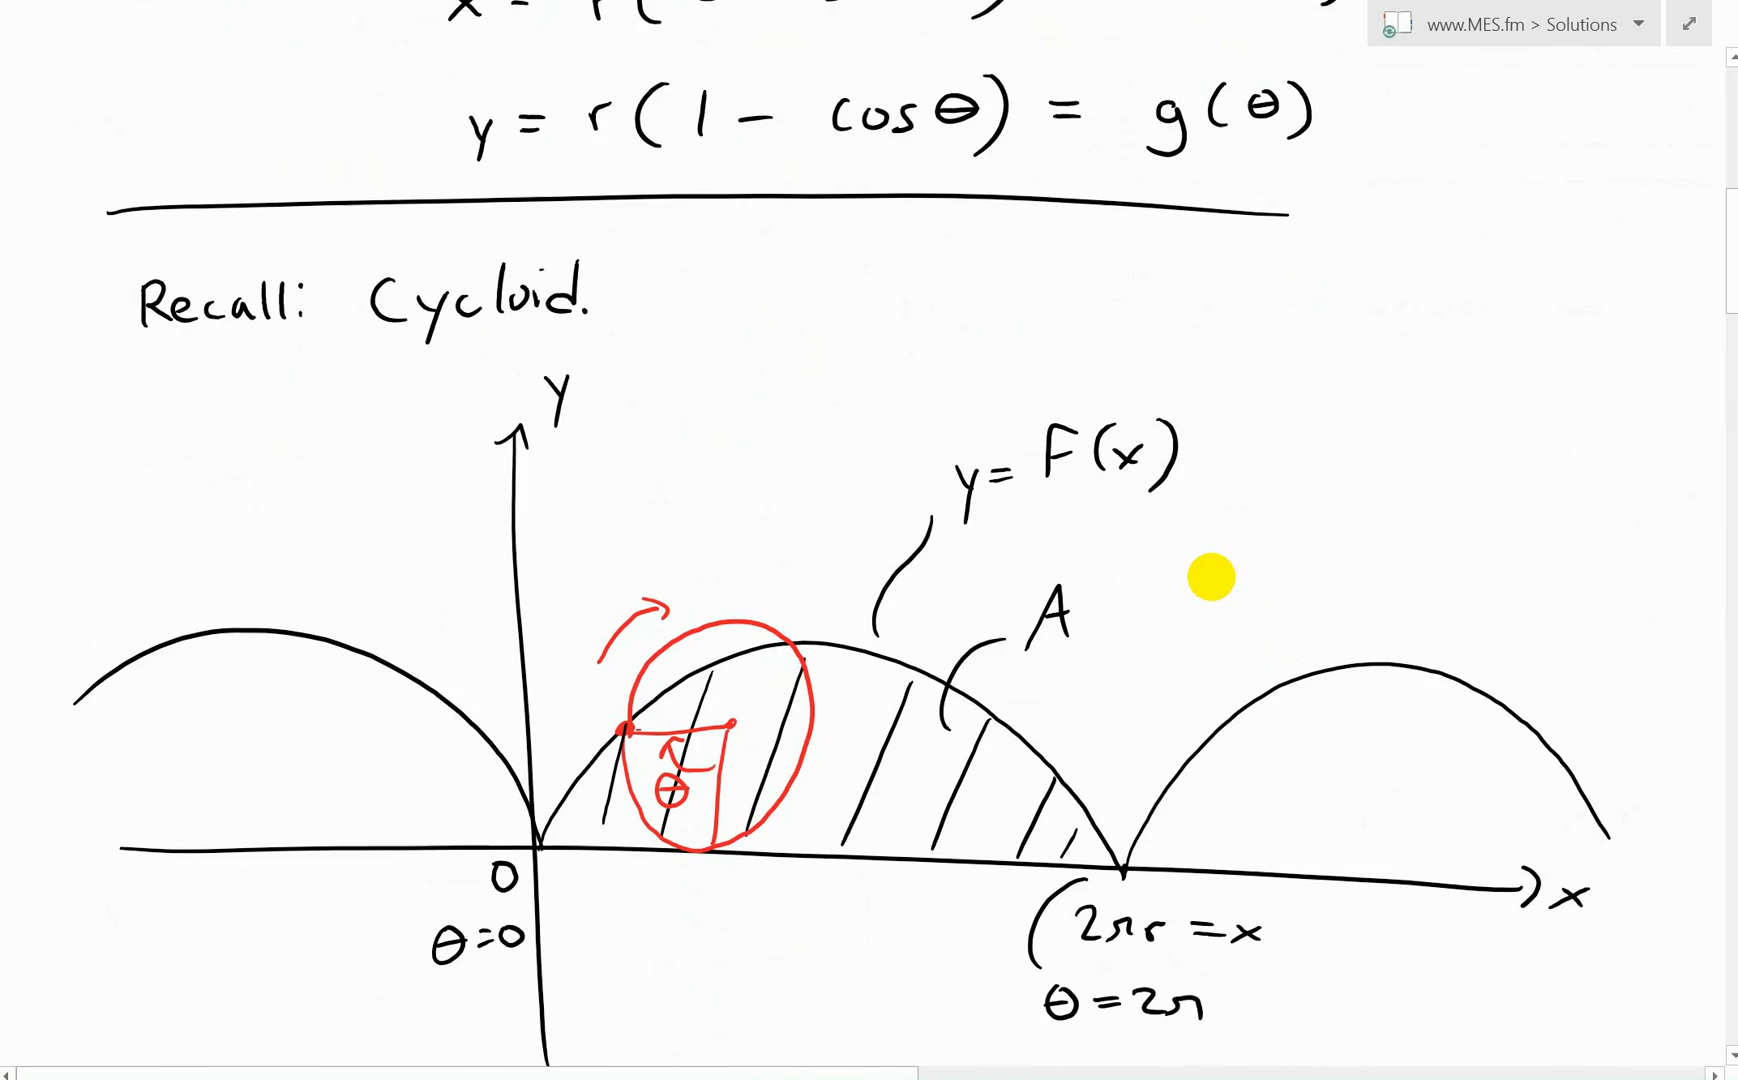 www.MES.fm > Solutions
y = r(1 - cosθ) = g(θ)
Recall: Cycloid.
y
y = F(x)
A
θ
0
x
θ=0
2πr = x
θ = 2π